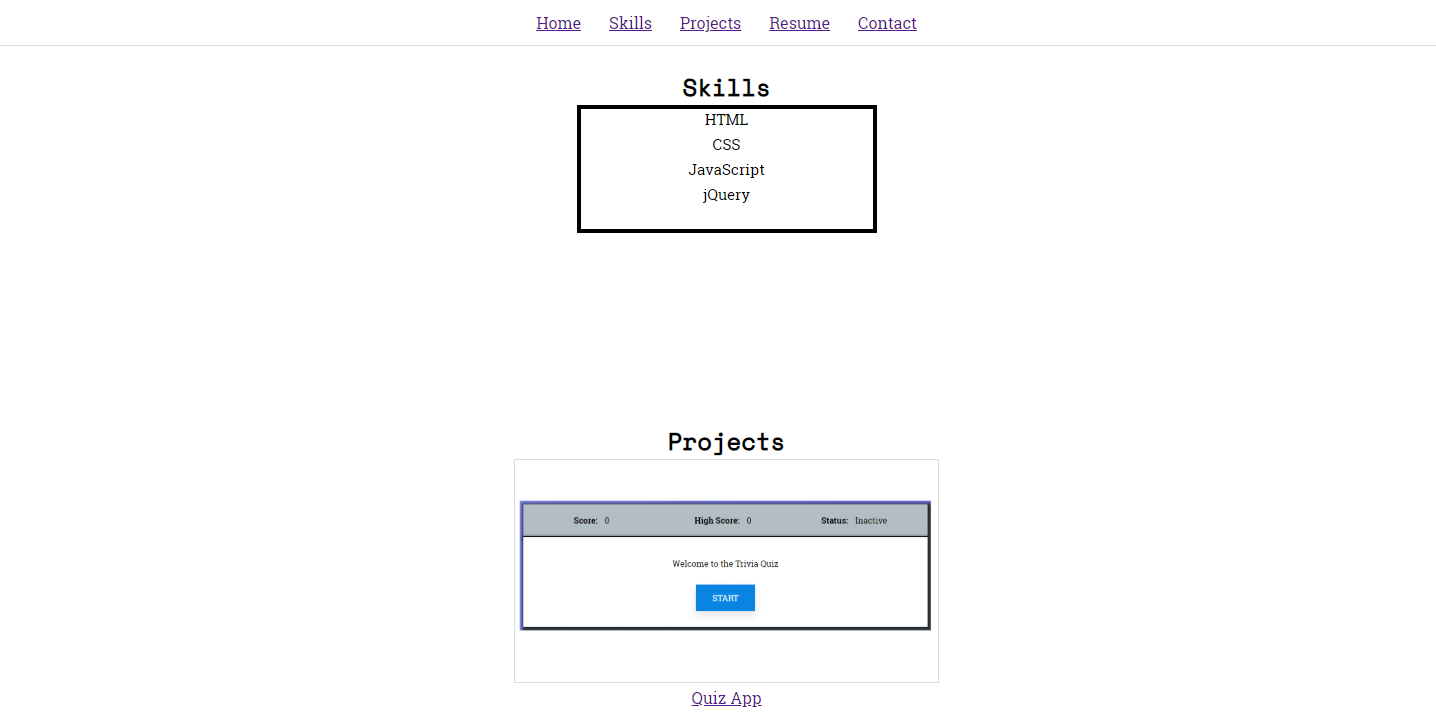 Home Skills Projects Resume Contact
Skills
HTML
CSS
JavaScript
jQuery
Projects
Score: 0 High Score: 0 Status: Inactive
Welcome to the Trivia Quiz
START
Quiz App